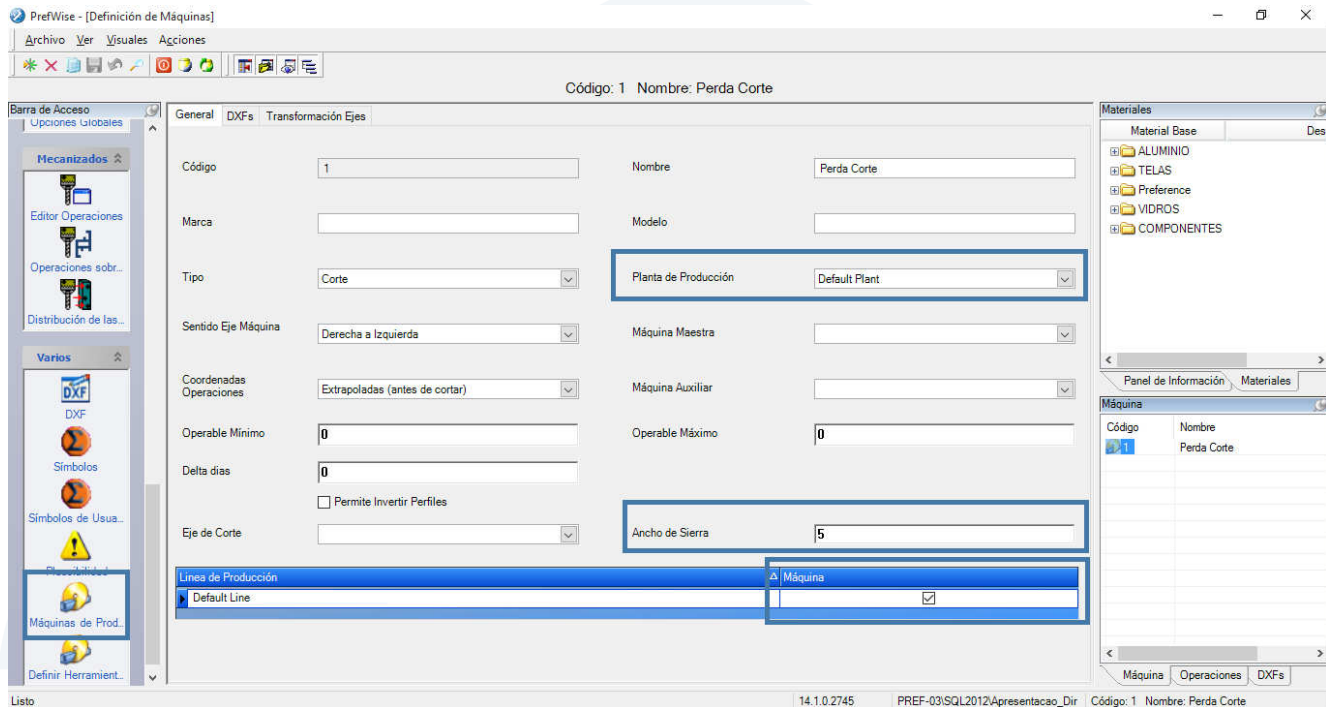 PrefWise - [Definición de Máquinas]
Archivo Ver Visuales Acciones
Código: 1 Nombre: Perda Corte
Barra de Acceso
Opciones Globales
Mecanizados
Editor Operaciones
Operaciones sobr...
Distribución de las...
Varios
DXF
DXF
Símbolos
Símbolos de Usua...
Máquinas de Prod...
Definir Herramient...
General DXFs Transformación Ejes
Código 1 Nombre Perda Corte
Marca Modelo
Tipo Corte Planta de Producción Default Plant
Sentido Eje Máquina Derecha a Izquierda Máquina Maestra
Coordenadas
Operaciones Extrapoladas (antes de cortar) Máquina Auxiliar
Operable Mínimo 0 Operable Máximo 0
Delta dias 0
Permite Invertir Perfiles
Eje de Corte Ancho de Sierra 5
Linea de Producción Máquina
Default Line
Materiales
Material Base Des
ALUMINIO
TELAS
Preference
VIDROS
COMPONENTES
Panel de Información Materiales
Máquina
Código Nombre
1 Perda Corte
Máquina Operaciones DXFs
Listo 14.1.0.2745 PREF-03\SQL2012\Apresentacao_Dir Código: 1 Nombre: Perda Corte